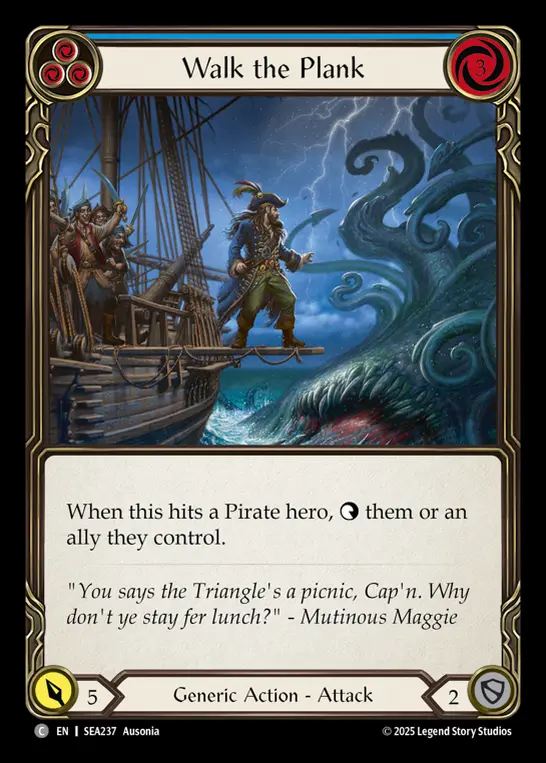 Walk the Plank
3
When this hits a Pirate hero, them or an
ally they control.
"You says the Triangle's a picnic, Cap'n. Why
don't ye stay fer lunch?" - Mutinous Maggie
5
Generic Action - Attack
2
C EN SEA237 Ausonia
© 2025 Legend Story Studios